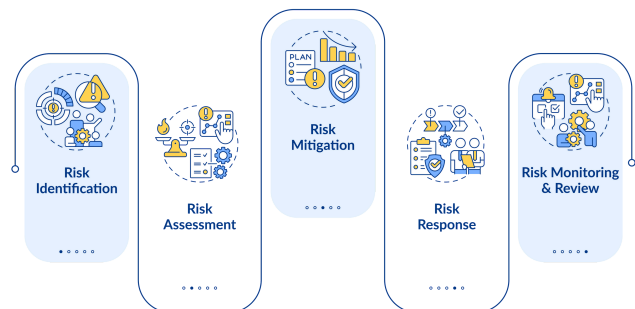 Risk
Identification
Risk
Assessment
PLAN
Risk
Mitigation
Risk
Response
Risk Monitoring
& Review